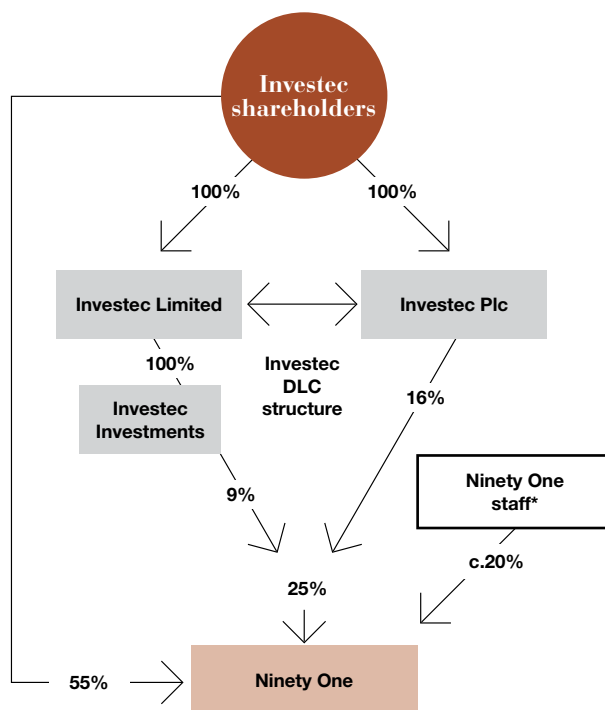 Investec
shareholders
100%
100%
Investec Limited
Investec Plc
100%
Investec
DLC
structure
Investec
Investments
16%
9%
Ninety One
staff*
c.20%
25%
55%
Ninety One